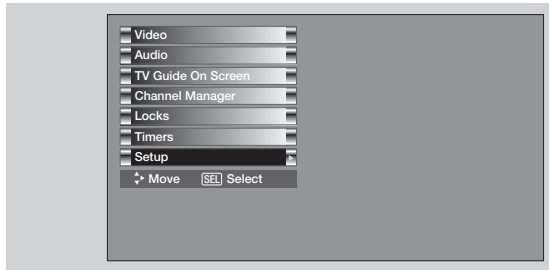 Video
Audio
TV Guide On Screen
Channel Manager
Locks
Timers
Setup
Move SEL Select